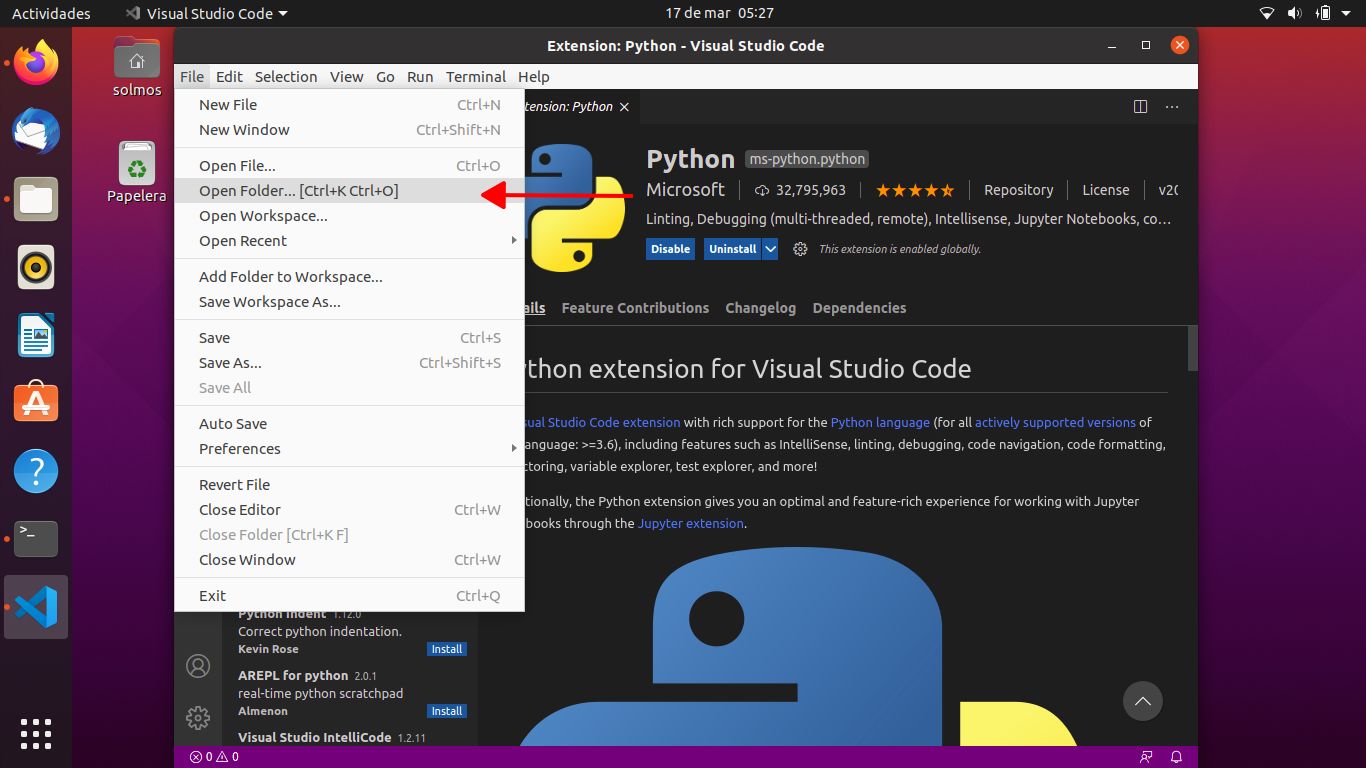 Actividades Visual Studio Code 17 de mar 05:27
solmos
Papelera
Extension: Python - Visual Studio Code
File Edit Selection View Go Run Terminal Help
New File Ctrl+N
New Window Ctrl+Shift+N
Open File... Ctrl+O
Open Folder... [Ctrl+K Ctrl+O]
Open Workspace...
Open Recent
Add Folder to Workspace...
Save Workspace As...
Save Ctrl+S
Save As... Ctrl+Shift+S
Save All
Auto Save
Preferences
Revert File
Close Editor Ctrl+W
Close Folder [Ctrl+K F]
Close Window Ctrl+W
Exit Ctrl+Q
tension: Python
Python ms-python.python
Microsoft 32,795,963 Repository License v20
Linting, Debugging (multi-threaded, remote), Intellisense, Jupyter Notebooks, co...
Disable Uninstall This extension is enabled globally.
ails Feature Contributions Changelog Dependencies
ython extension for Visual Studio Code
sual Studio Code extension with rich support for the Python language (for all actively supported versions of
anguage: >=3.6), including features such as IntelliSense, linting, debugging, code navigation, code formatting,
ctoring, variable explorer, test explorer, and more!
tionally, the Python extension gives you an optimal and feature-rich experience for working with Jupyter
books through the Jupyter extension.
Python Indent 1.12.0
Correct python indentation.
Kevin Rose Install
AREPL for python 2.0.1
real-time python scratchpad
Almenon Install
Visual Studio IntelliCode 1.2.11
0 0